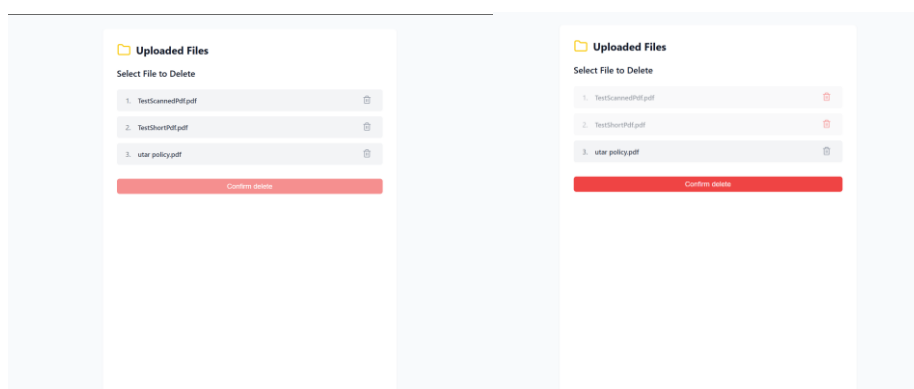 Uploaded Files
Select File to Delete
1. TestScannedPdf.pdf
2. TestShortPdf.pdf
3. utar policy.pdf
Confirm delete
Uploaded Files
Select File to Delete
1. TestScannedPdf.pdf
2. TestShortPdf.pdf
3. utar policy.pdf
Confirm delete